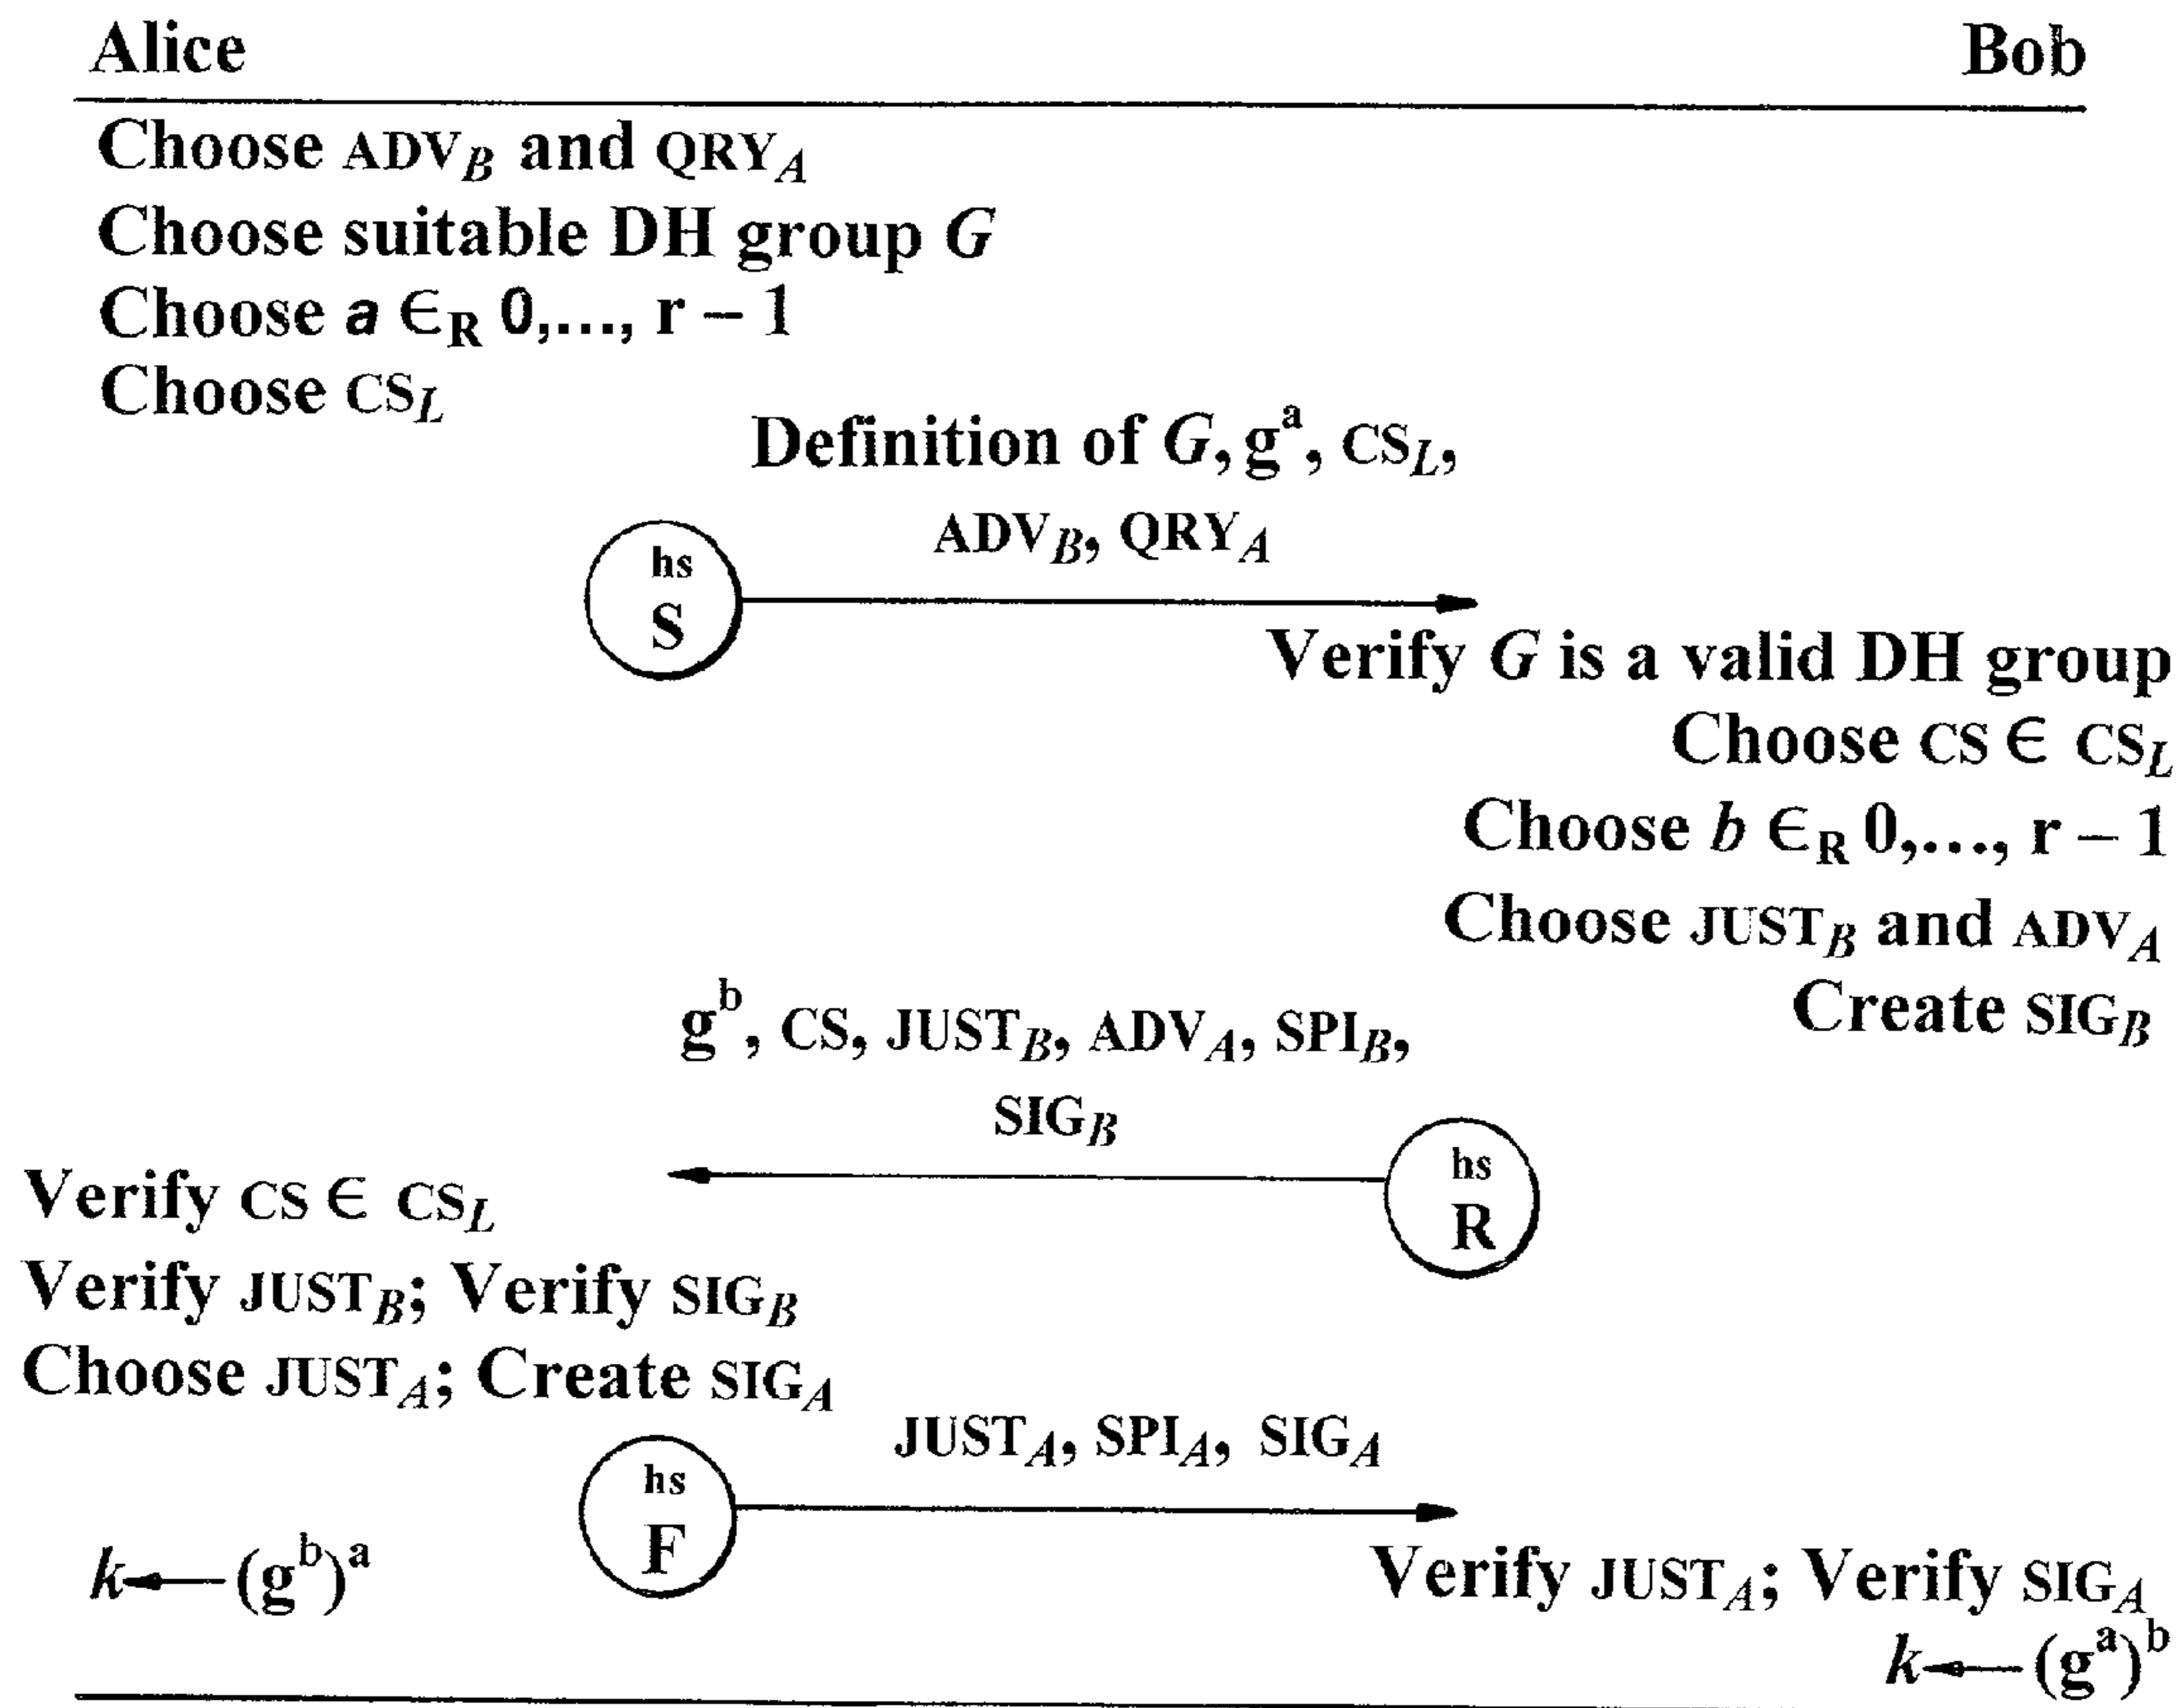 Alice Bob
Choose ADV_B and QRY_A
Choose suitable DH group G
Choose a ∈_R 0,..., r – 1
Choose CS_L
Definition of G, g^a, CS_L,
ADV_B, QRY_A
hs
S
Verify G is a valid DH group
Choose CS ∈ CS_L
Choose b ∈_R 0,..., r – 1
Choose JUST_B and ADV_A
Create SIG_B
g^b, CS, JUST_B, ADV_A, SPI_B,
SIG_B
hs
R
Verify CS ∈ CS_L
Verify JUST_B; Verify SIG_B
Choose JUST_A; Create SIG_A
JUST_A, SPI_A, SIG_A
hs
F
k ← (g^b)^a
Verify JUST_A; Verify SIG_A
k ← (g^a)^b